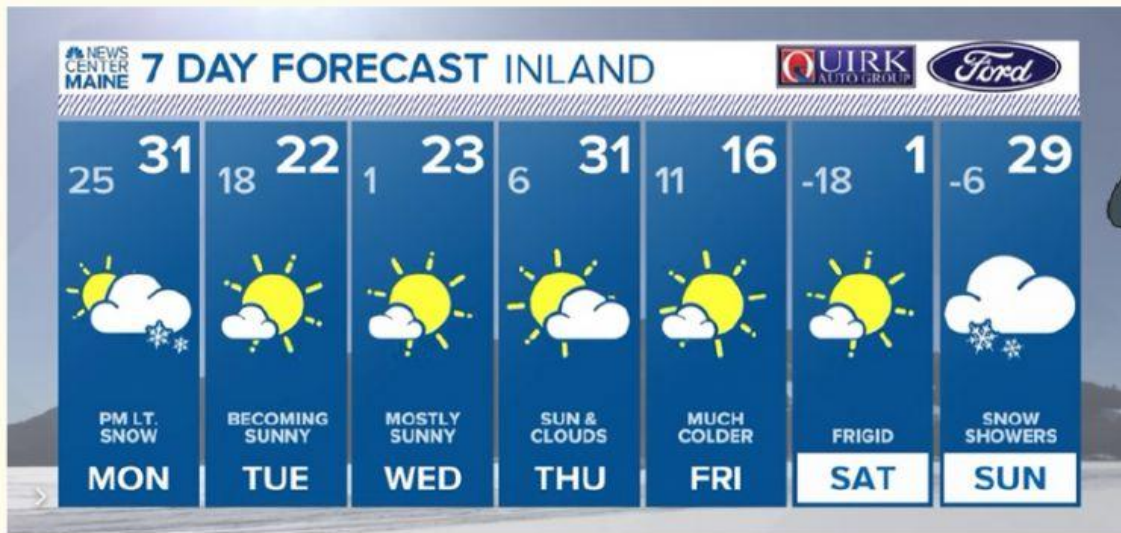 NEWS
CENTER
MAINE
7 DAY FORECAST INLAND
QUIRK
AUTO GROUP
Ford
25 31
18 22
1 23
6 31
11 16
-18 1
-6 29
PM LT.
SNOW
MON
BECOMING
SUNNY
TUE
MOSTLY
SUNNY
WED
SUN &
CLOUDS
THU
MUCH
COLDER
FRI
FRIGID
SAT
SNOW
SHOWERS
SUN